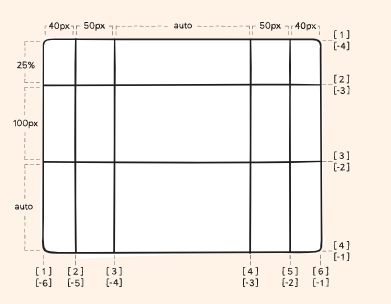 40px 50px auto 50px 40px
[1]
[-4]
25%
[2]
[-3]
100px
[3]
[-2]
auto
[4]
[-1]
[1] [2] [3] [4] [5] [6]
[-6] [-5] [-4] [-3] [-2] [-1]